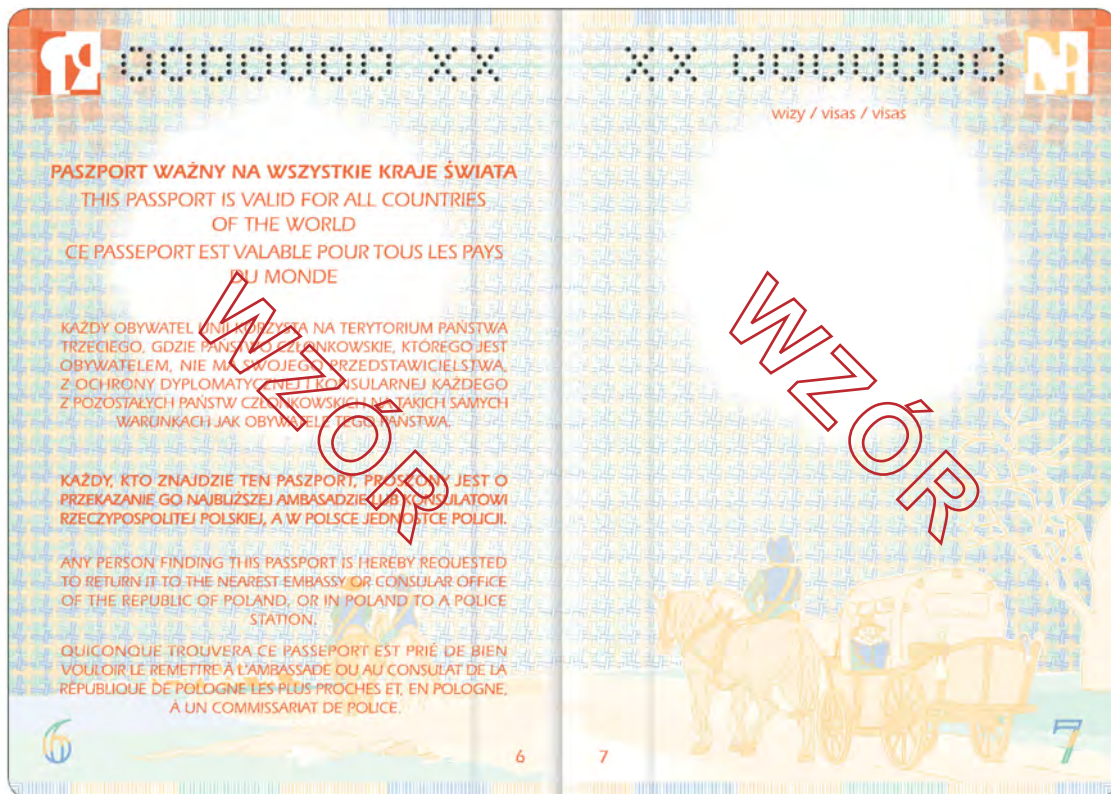 0000000 XX
PASZPORT WAŻNY NA WSZYSTKIE KRAJE ŚWIATA
THIS PASSPORT IS VALID FOR ALL COUNTRIES
OF THE WORLD
CE PASSEPORT EST VALABLE POUR TOUS LES PAYS
DU MONDE
KAŻDY OBYWATEL UNII KORZYSTA NA TERYTORIUM PAŃSTWA
TRZECIEGO, GDZIE PAŃSTWO CZŁONKOWSKIE, KTÓREGO JEST
OBYWATELEM, NIE MA SWOJEGO PRZEDSTAWICIELSTWA,
Z OCHRONY DYPLOMATYCZNEJ I KONSULARNEJ KAŻDEGO
Z POZOSTAŁYCH PAŃSTW CZŁONKOWSKICH NA TAKICH SAMYCH
WARUNKACH JAK OBYWATELE TEGO PAŃSTWA.
KAŻDY, KTO ZNAJDZIE TEN PASZPORT, PROSZONY JEST O
PRZEKAZANIE GO NAJBLIŻSZEJ AMBASADZIE LUB KONSULATOWI
RZECZYPOSPOLITEJ POLSKIEJ, A W POLSCE JEDNOSTCE POLICJI.
ANY PERSON FINDING THIS PASSPORT IS HEREBY REQUESTED
TO RETURN IT TO THE NEAREST EMBASSY OR CONSULAR OFFICE
OF THE REPUBLIC OF POLAND, OR IN POLAND TO A POLICE
STATION.
QUICONQUE TROUVERA CE PASSEPORT EST PRIÉ DE BIEN
VOULOIR LE REMETTRE À L'AMBASSADE OU AU CONSULAT DE LA
RÉPUBLIQUE DE POLOGNE LES PLUS PROCHES ET, EN POLOGNE,
À UN COMMISSARIAT DE POLICE.
WZÓR
6
6
XX 0000000
wizy / visas / visas
WZÓR
7
7